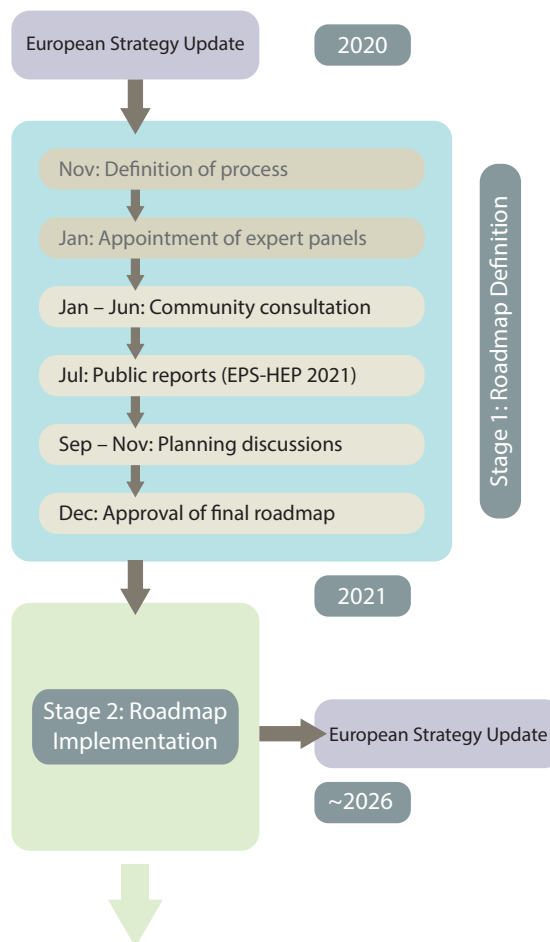 European Strategy Update
2020
Nov: Definition of process
Jan: Appointment of expert panels
Jan – Jun: Community consultation
Jul: Public reports (EPS-HEP 2021)
Sep – Nov: Planning discussions
Dec: Approval of final roadmap
Stage 1: Roadmap Definition
2021
Stage 2: Roadmap
Implementation
European Strategy Update
~2026